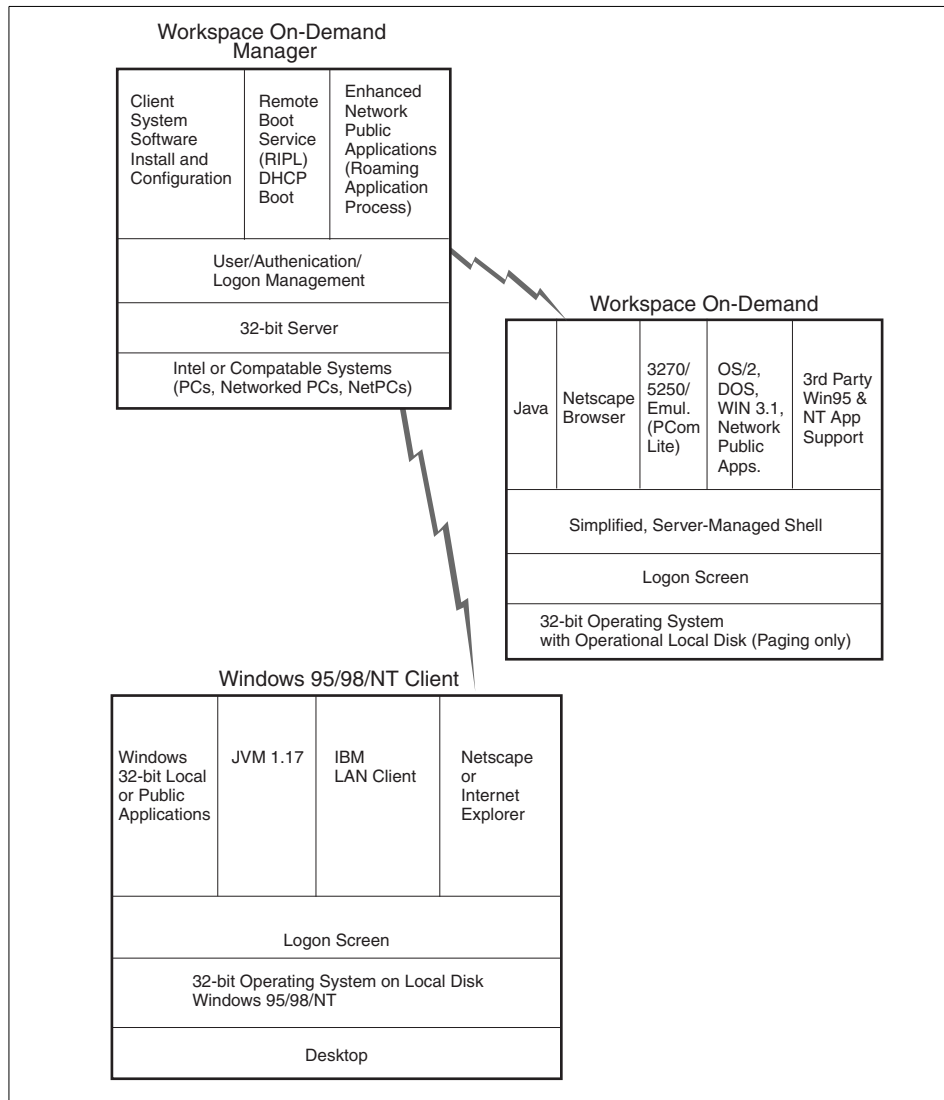 Workspace On-Demand
Manager
Client
System
Software
Install and
Configuration
Remote
Boot
Service
(RIPL)
DHCP
Boot
Enhanced
Network
Public
Applications
(Roaming
Application
Process)
User/Authenication/
Logon Management
32-bit Server
Intel or Compatable Systems
(PCs, Networked PCs, NetPCs)
Workspace On-Demand
Java
Netscape
Browser
3270/
5250/
Emul.
(PCom
Lite)
OS/2,
DOS,
WIN 3.1,
Network
Public
Apps.
3rd Party
Win95 &
NT App
Support
Simplified, Server-Managed Shell
Logon Screen
32-bit Operating System
with Operational Local Disk (Paging only)
Windows 95/98/NT Client
Windows
32-bit Local
or Public
Applications
JVM 1.17
IBM
LAN Client
Netscape
or
Internet
Explorer
Logon Screen
32-bit Operating System on Local Disk
Windows 95/98/NT
Desktop